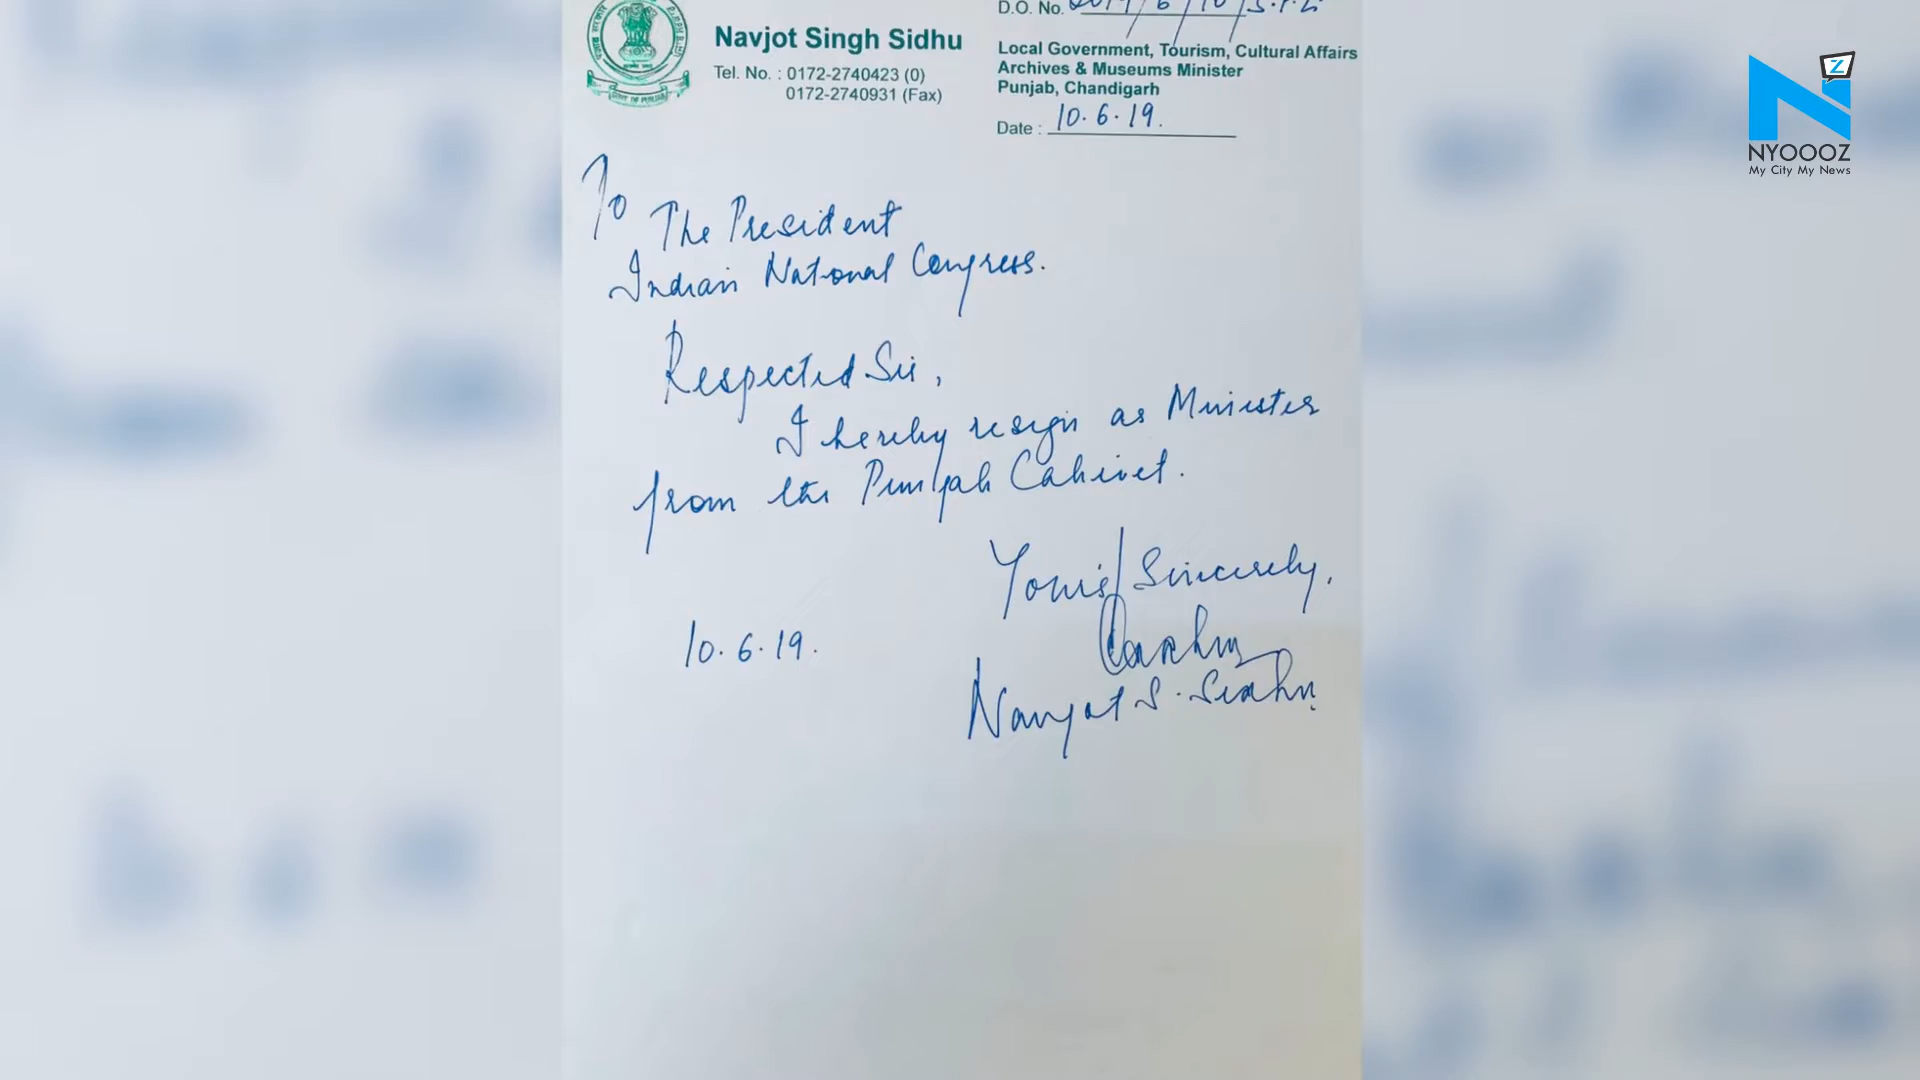 D.O. No.
Navjot Singh Sidhu
Tel. No. : 0172-2740423 (0)
0172-2740931 (Fax)
Local Government, Tourism, Cultural Affairs
Archives & Museums Minister
Punjab, Chandigarh
Date : 10.6.19.
NYOOOZ
My City My News
To
The President
Indian National Congress.
Respected Sir,
I hereby resign as Minister
from the Punjab Cabinet.
Yours Sincerely,
10.6.19.
Navjot S. Sidhu